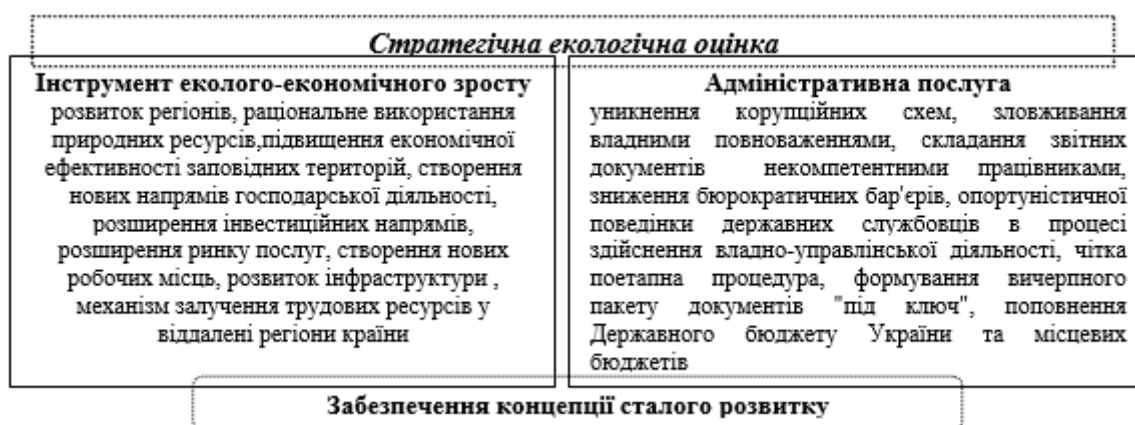 Стратегічна екологічна оцінка
Інструмент еколого-економічного зросту
розвиток регіонів, раціональне використання
природних ресурсів,підвищення економічної
ефективності заповідних територій, створення
нових напрямів господарської діяльності,
розширення інвестиційних напрямів,
розширення ринку послуг, створення нових
робочих місць, розвиток інфраструктури ,
механізм залучення трудових ресурсів у
віддалені регіони країни
Адміністративна послуга
уникнення корупційних схем, зловживання
владними повноваженнями, складання звітних
документів некомпетентними працівниками,
зниження бюрократичних бар'єрів, опортуністичної
поведінки державних службовців в процесі
здійснення владно-управлінської діяльності, чітка
поетапна процедура, формування вичерпного
пакету документів "під ключ", поповнення
Державного бюджету України та місцевих
бюджетів
Забезпечення концепції сталого розвитку